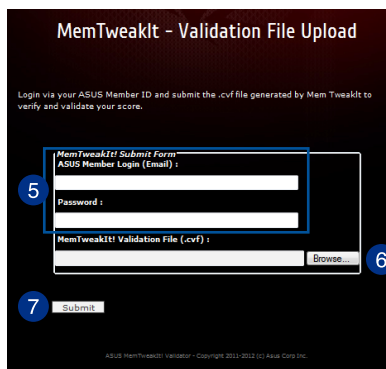 MemTweakIt - Validation File Upload
Login via your ASUS Member ID and submit the .cvf file generated by Mem TweakIt to
verify and validate your score.
MemTweakIt! Submit Form
ASUS Member Login (Email) :
5
Password :
MemTweakIt! Validation File (.cvf) :
Browse...
6
7
Submit
ASUS MemTweakIt! Validator - Copyright 2011-2012 (c) Asus Corp Inc.